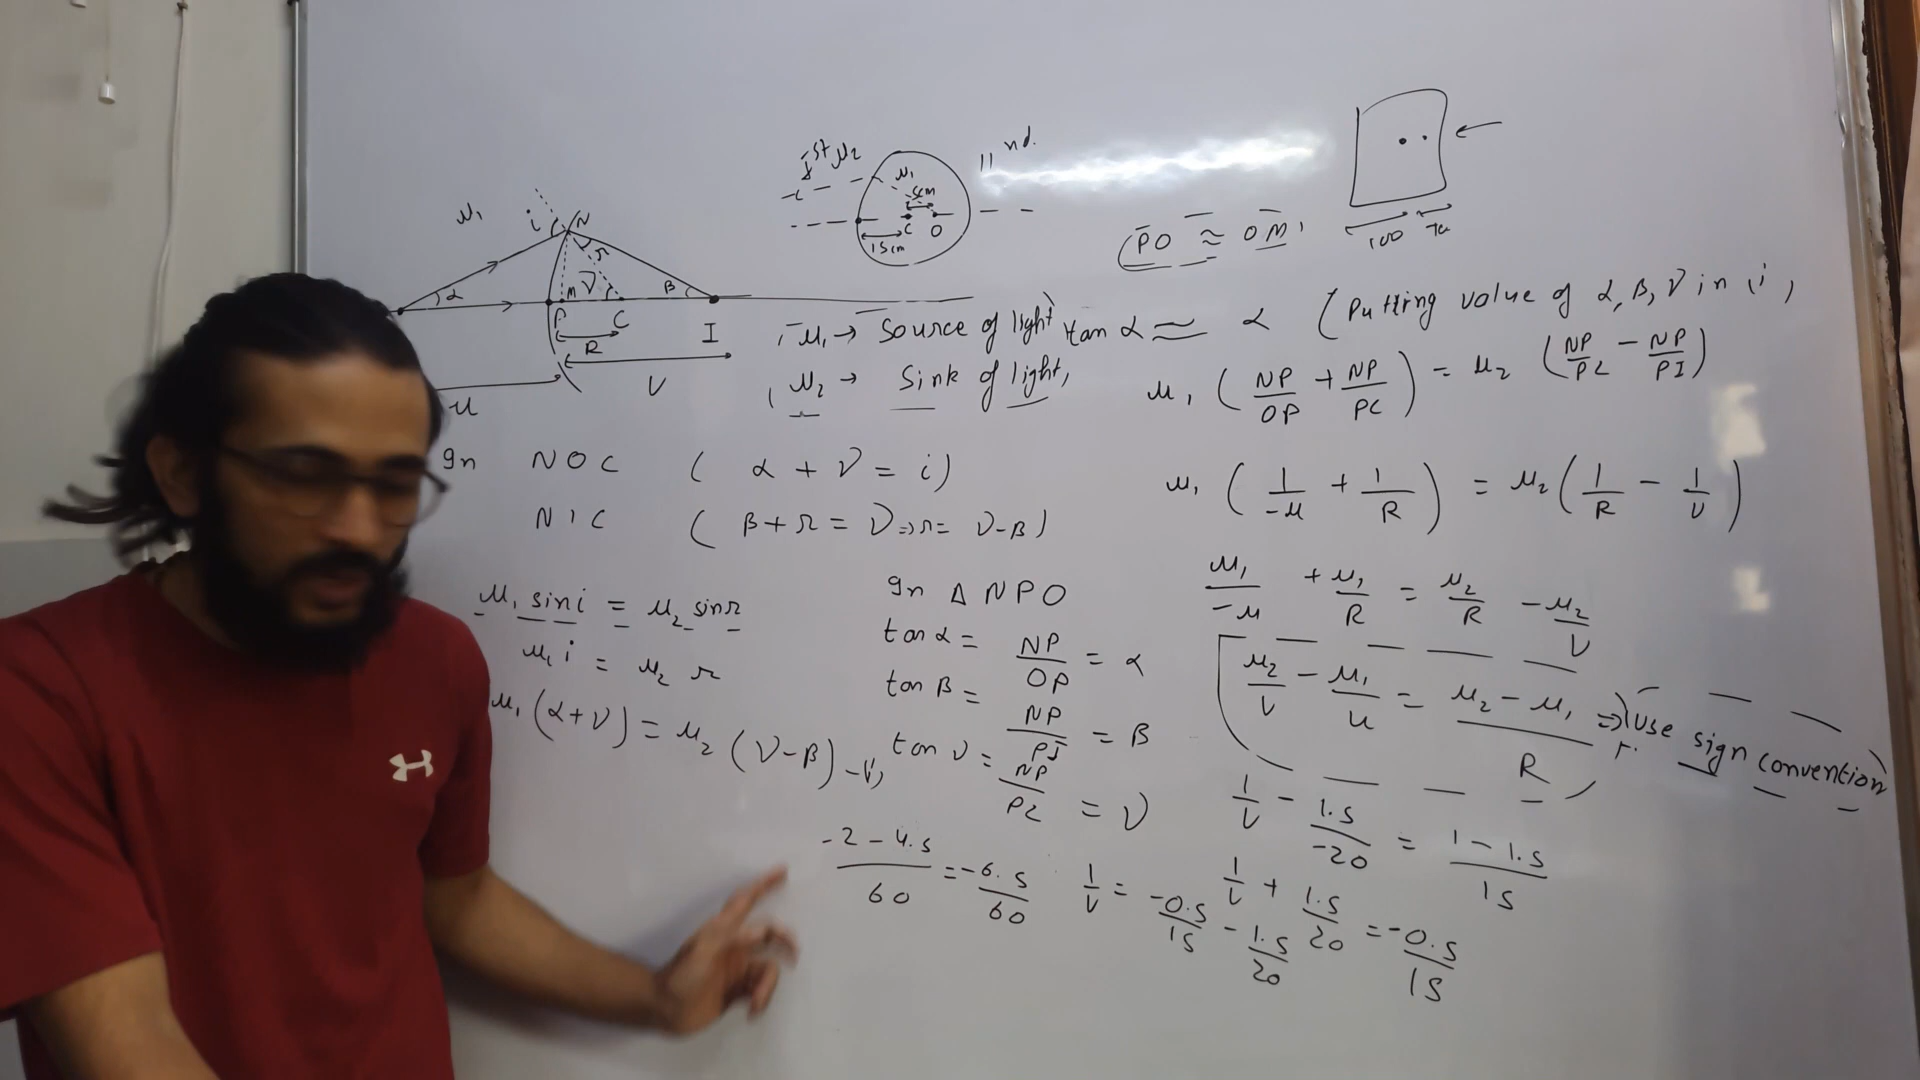 μ₁
i
N
r
α
M
ν
β
P
C
I
R
u
v
Ist μ₂
IInd.
μ₁
5cm
C
O
15cm
(PO ≈ OM,
100
, μ₁ → Source of light)
, μ₂ → Sink of light,
tan α ≈ α (Putting value of α, β, ν in (i,
μ₁ (NP/OP + NP/PC) = μ₂ (NP/PC − NP/PI)
μ₁ (1/-u + 1/R) = μ₂ (1/R − 1/v)
μ₁/-u + μ₁/R = μ₂/R − μ₂/v
μ₂/v − μ₁/u = μ₂ − μ₁/R ⇒ (use sign convention)
In NOC (α + ν = i)
NIC (β + r = ν ⇒ r = ν−β)
μ₁ sini = μ₂ sinr
μ₁ i = μ₂ r
μ₁ (α+ν) = μ₂ (ν−β) −(i,
In Δ NPO
tan α = NP/OP = α
tan β = NP/PI = β
tan ν = NP/PC = ν
1/v − 1.5/-20 = 1−1.5/15
1/v + 1.5/20 = -0.5/15
1/v = -0.5/15 − 1.5/20
-2 − 4.5/60 = -6.5/60